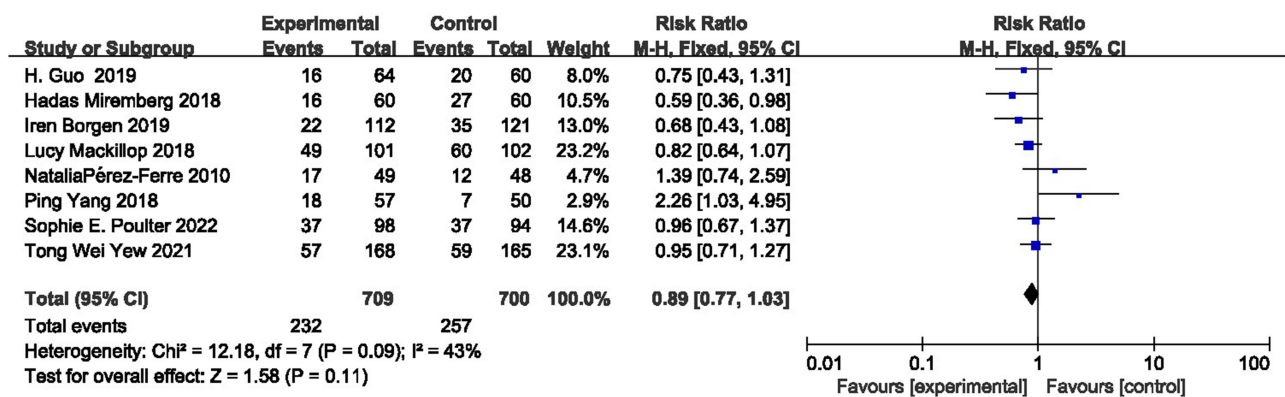 Experimental Control Risk Ratio Risk Ratio
Study or Subgroup Events Total Events Total Weight M-H, Fixed, 95% CI M-H, Fixed, 95% CI
H. Guo 2019 16 64 20 60 8.0% 0.75 [0.43, 1.31]
Hadas Miremberg 2018 16 60 27 60 10.5% 0.59 [0.36, 0.98]
Iren Borgen 2019 22 112 35 121 13.0% 0.68 [0.43, 1.08]
Lucy Mackillop 2018 49 101 60 102 23.2% 0.82 [0.64, 1.07]
NataliaPérez-Ferre 2010 17 49 12 48 4.7% 1.39 [0.74, 2.59]
Ping Yang 2018 18 57 7 50 2.9% 2.26 [1.03, 4.95]
Sophie E. Poulter 2022 37 98 37 94 14.6% 0.96 [0.67, 1.37]
Tong Wei Yew 2021 57 168 59 165 23.1% 0.95 [0.71, 1.27]
Total (95% CI) 709 700 100.0% 0.89 [0.77, 1.03]
Total events 232 257
Heterogeneity: Chi² = 12.18, df = 7 (P = 0.09); I² = 43%
Test for overall effect: Z = 1.58 (P = 0.11)
0.01 0.1 1 10 100
Favours [experimental] Favours [control]